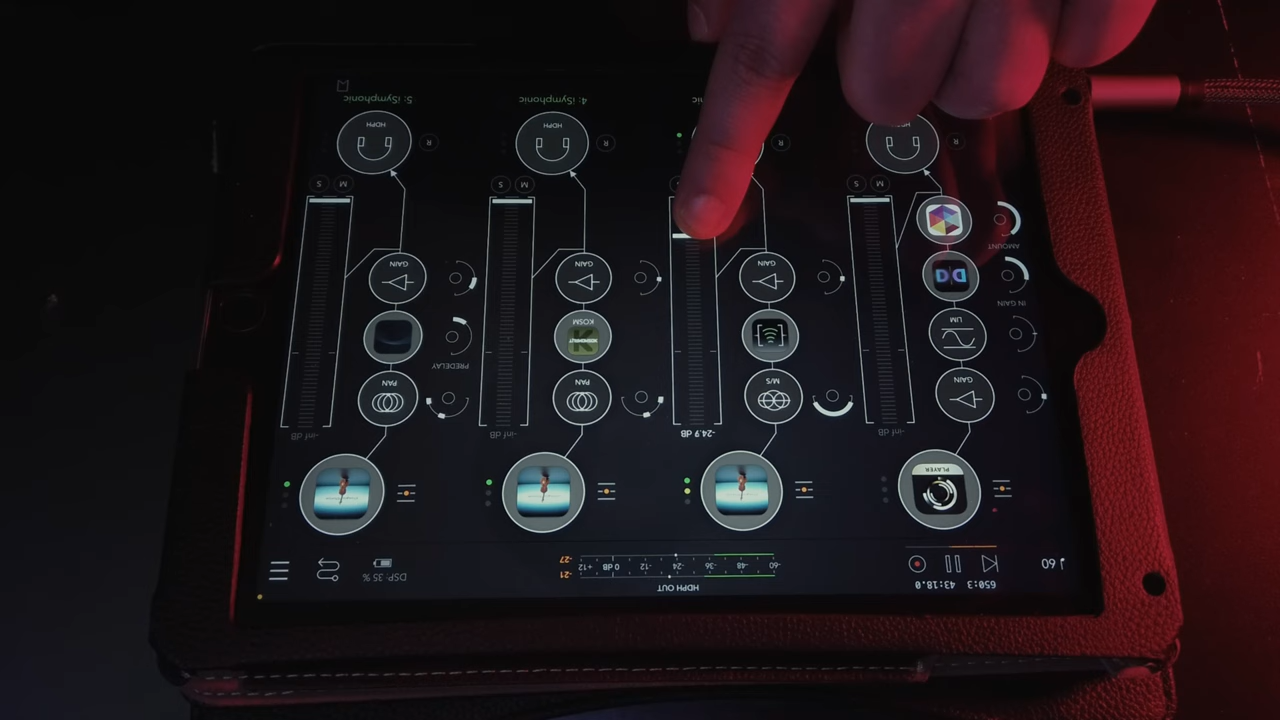 ♩ 60
650:3 43:18.0
HDPH OUT
-60 -48 -36 -24 -12 0 dB +12
-21
-27
DSP: 35 %
PLAYER
-inf dB
-24.9 dB
-inf dB
-inf dB
GAIN
M/S
PAN
PAN
LIM
KOSM
PREDELAY
IN GAIN
GAIN
GAIN
GAIN
AMOUNT
M S
M S
M S
R
R
R
R
HDPH
HDPH
HDPH
4: iSymphonic
5: iSymphonic